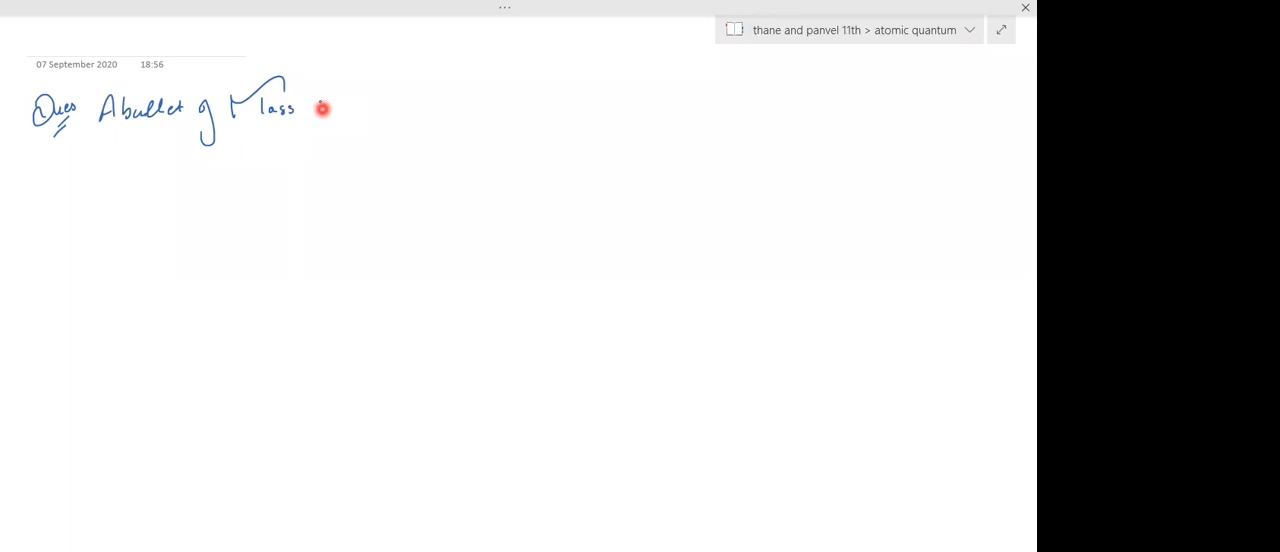 thane and panvel 11th > atomic quantum
07 September 2020 18:56
Ques A bullet of Mass